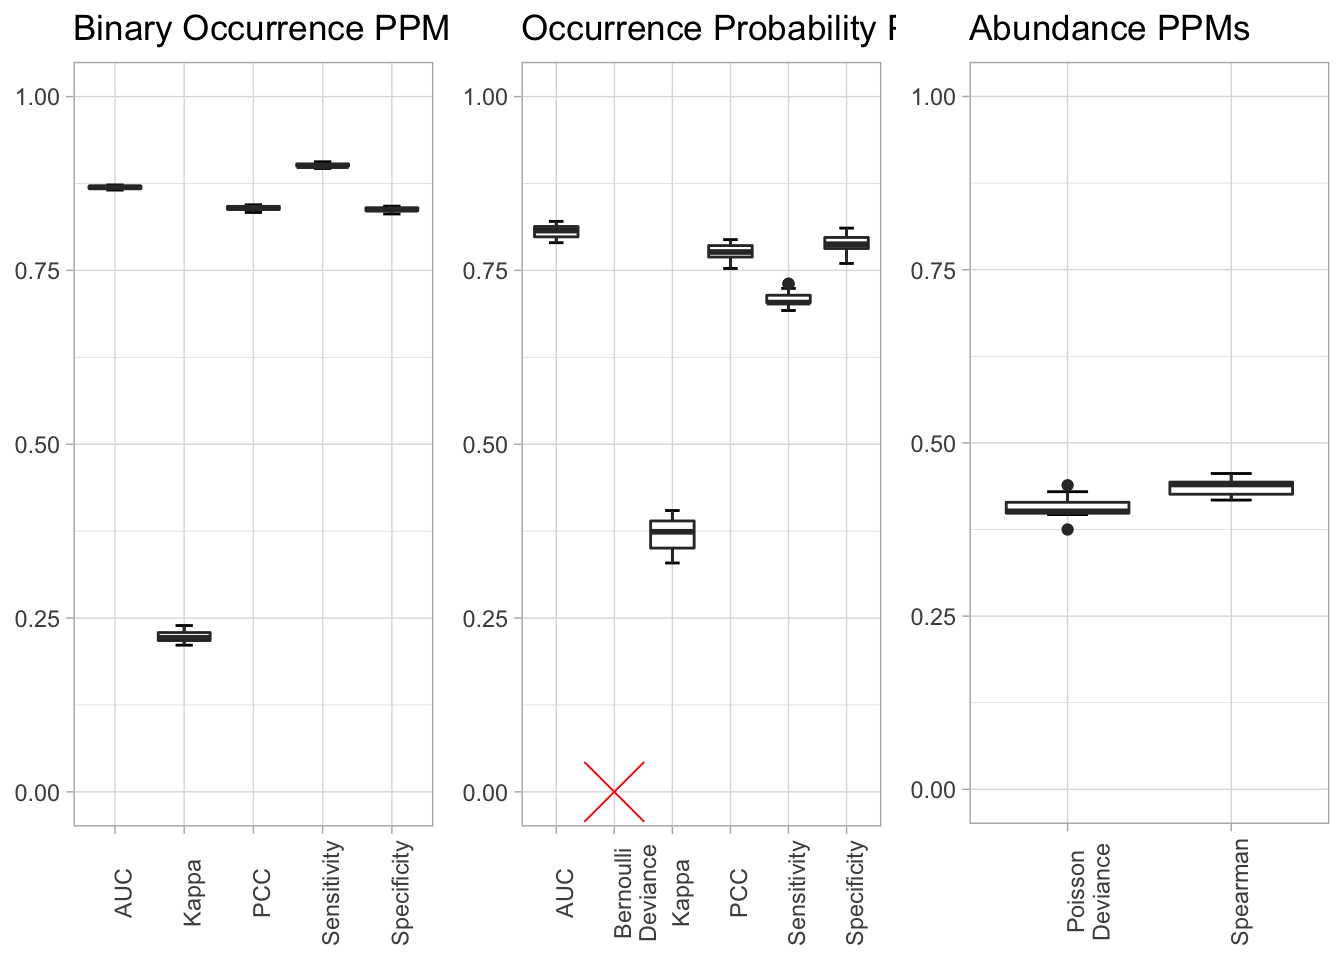 Binary Occurrence PPM
1.00
0.75
0.50
0.25
0.00
AUC
Kappa
PCC
Sensitivity
Specificity
Occurrence Probability
1.00
0.75
0.50
0.25
0.00
AUC
Bernoulli
Deviance
Kappa
PCC
Sensitivity
Specificity
Abundance PPMs
1.00
0.75
0.50
0.25
0.00
Poisson
Deviance
Spearman